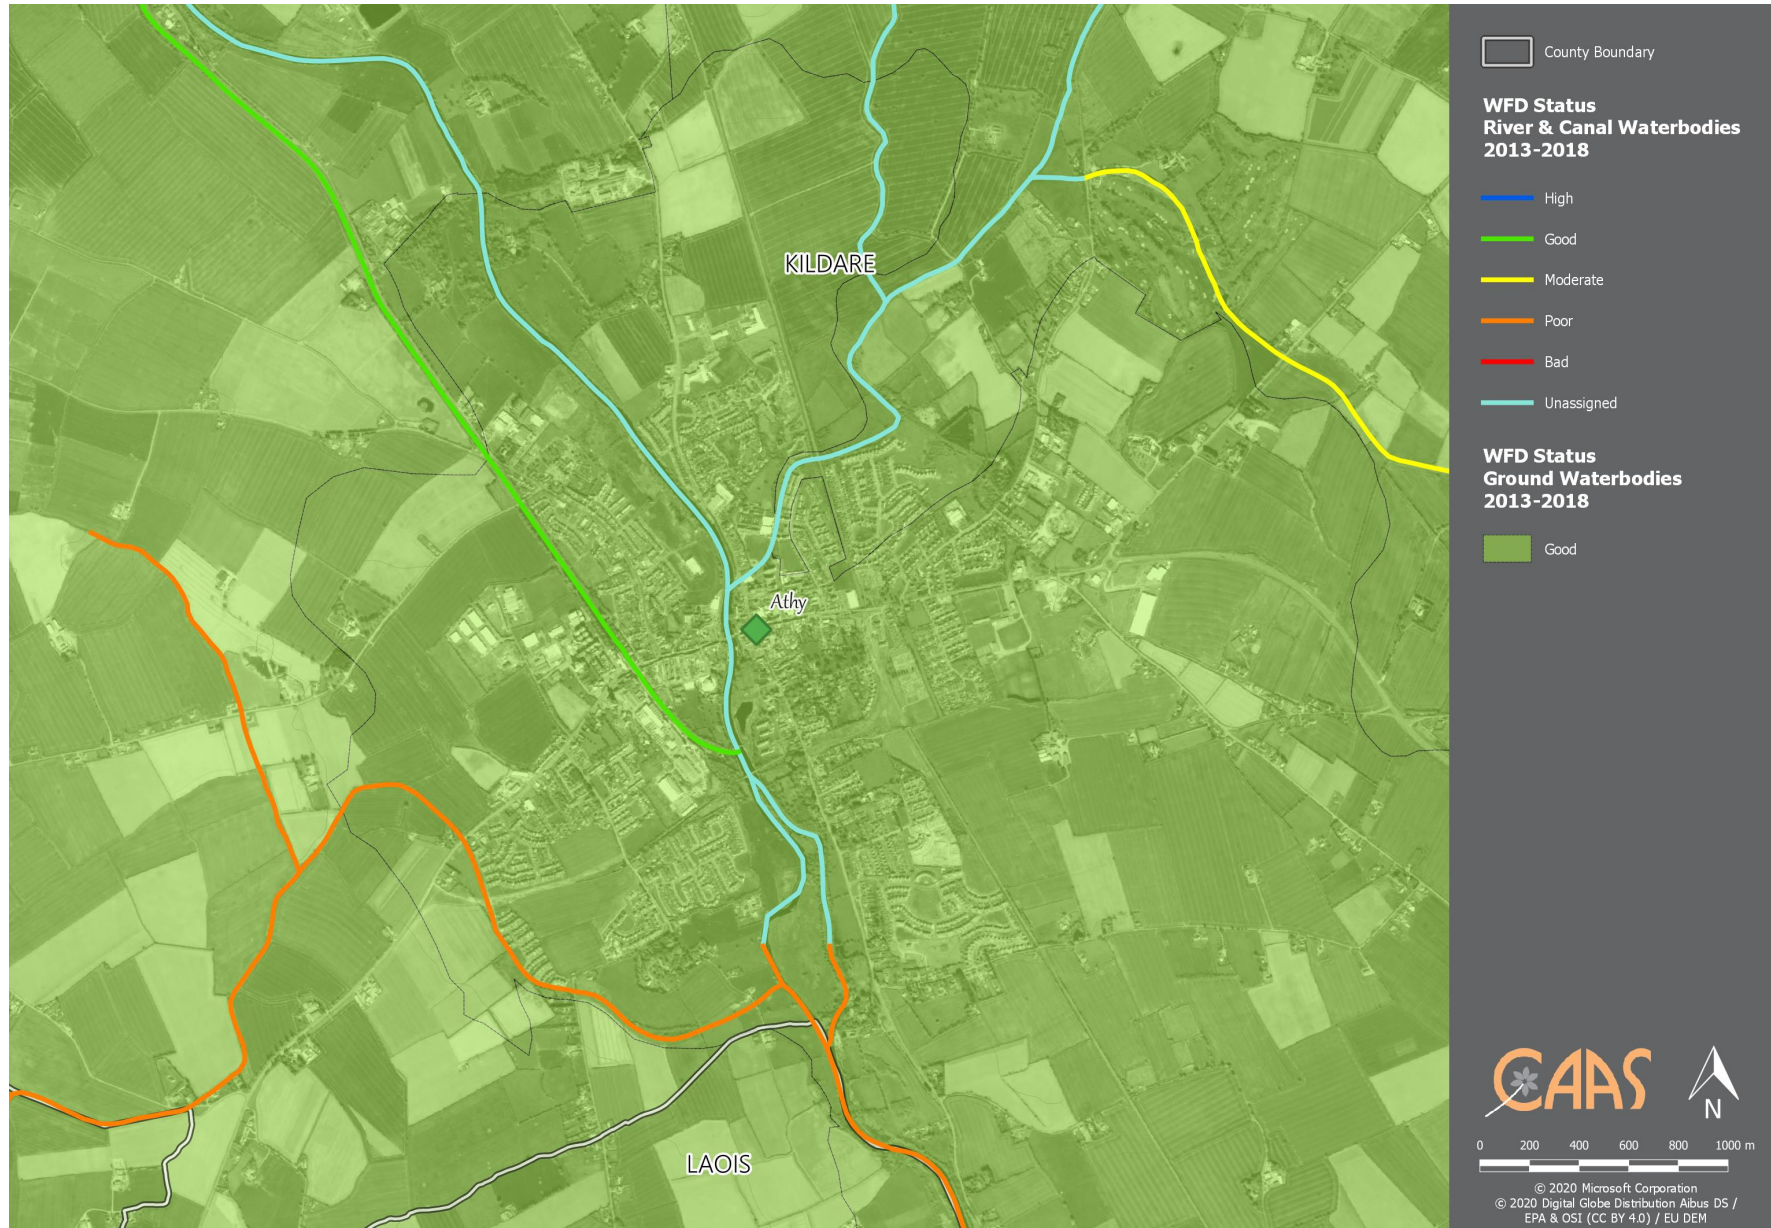 County Boundary
WFD Status
River & Canal Waterbodies
2013-2018
High
Good
Moderate
Poor
Bad
Unassigned
WFD Status
Ground Waterbodies
2013-2018
Good
KILDARE
Athy
LAOIS
CAAS
N
0 200 400 600 800 1000 m
© 2020 Microsoft Corporation
© 2020 Digital Globe Distribution Aibus DS /
EPA & OSI (CC BY 4.0) / EU DEM